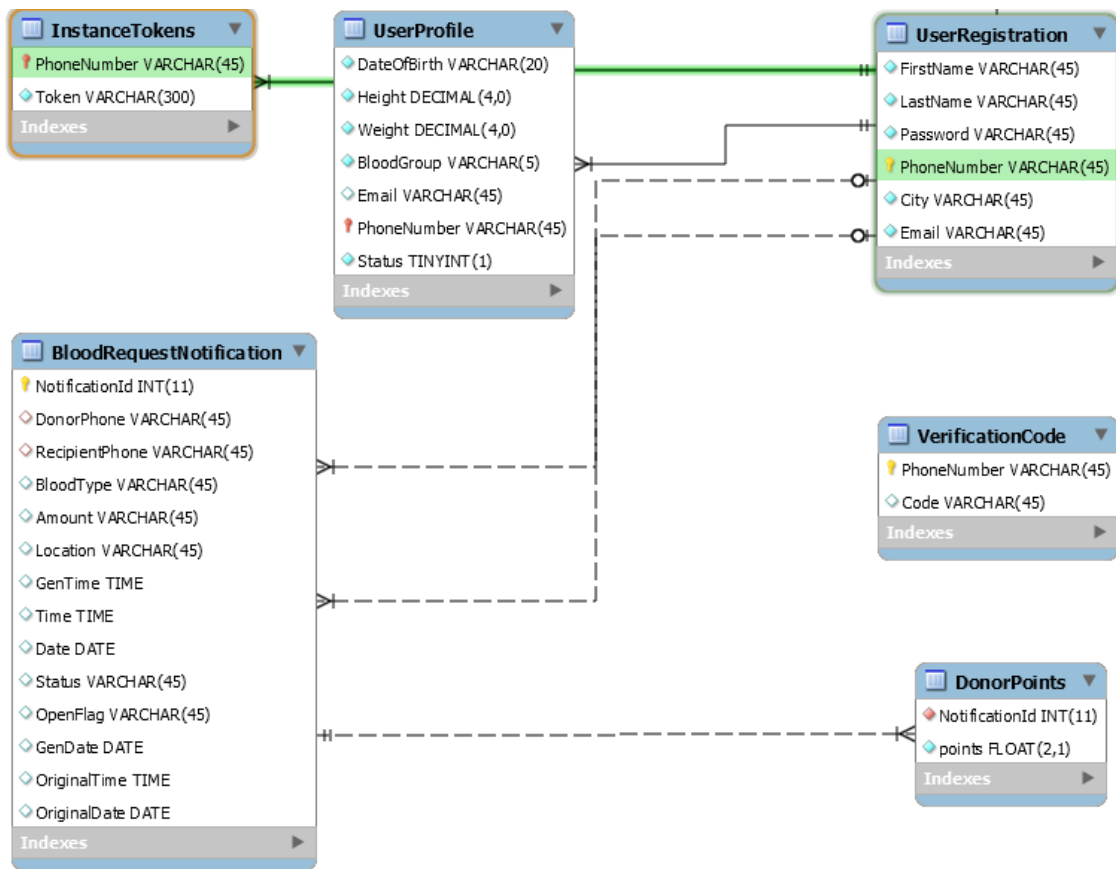 InstanceTokens
PhoneNumber VARCHAR(45)
Token VARCHAR(300)
Indexes
UserProfile
DateOfBirth VARCHAR(20)
Height DECIMAL(4,0)
Weight DECIMAL(4,0)
BloodGroup VARCHAR(5)
Email VARCHAR(45)
PhoneNumber VARCHAR(45)
Status TINYINT(1)
Indexes
UserRegistration
FirstName VARCHAR(45)
LastName VARCHAR(45)
Password VARCHAR(45)
PhoneNumber VARCHAR(45)
City VARCHAR(45)
Email VARCHAR(45)
Indexes
BloodRequestNotification
NotificationId INT(11)
DonorPhone VARCHAR(45)
RecipientPhone VARCHAR(45)
BloodType VARCHAR(45)
Amount VARCHAR(45)
Location VARCHAR(45)
GenTime TIME
Time TIME
Date DATE
Status VARCHAR(45)
OpenFlag VARCHAR(45)
GenDate DATE
OriginalTime TIME
OriginalDate DATE
Indexes
VerificationCode
PhoneNumber VARCHAR(45)
Code VARCHAR(45)
Indexes
DonorPoints
NotificationId INT(11)
points FLOAT(2,1)
Indexes